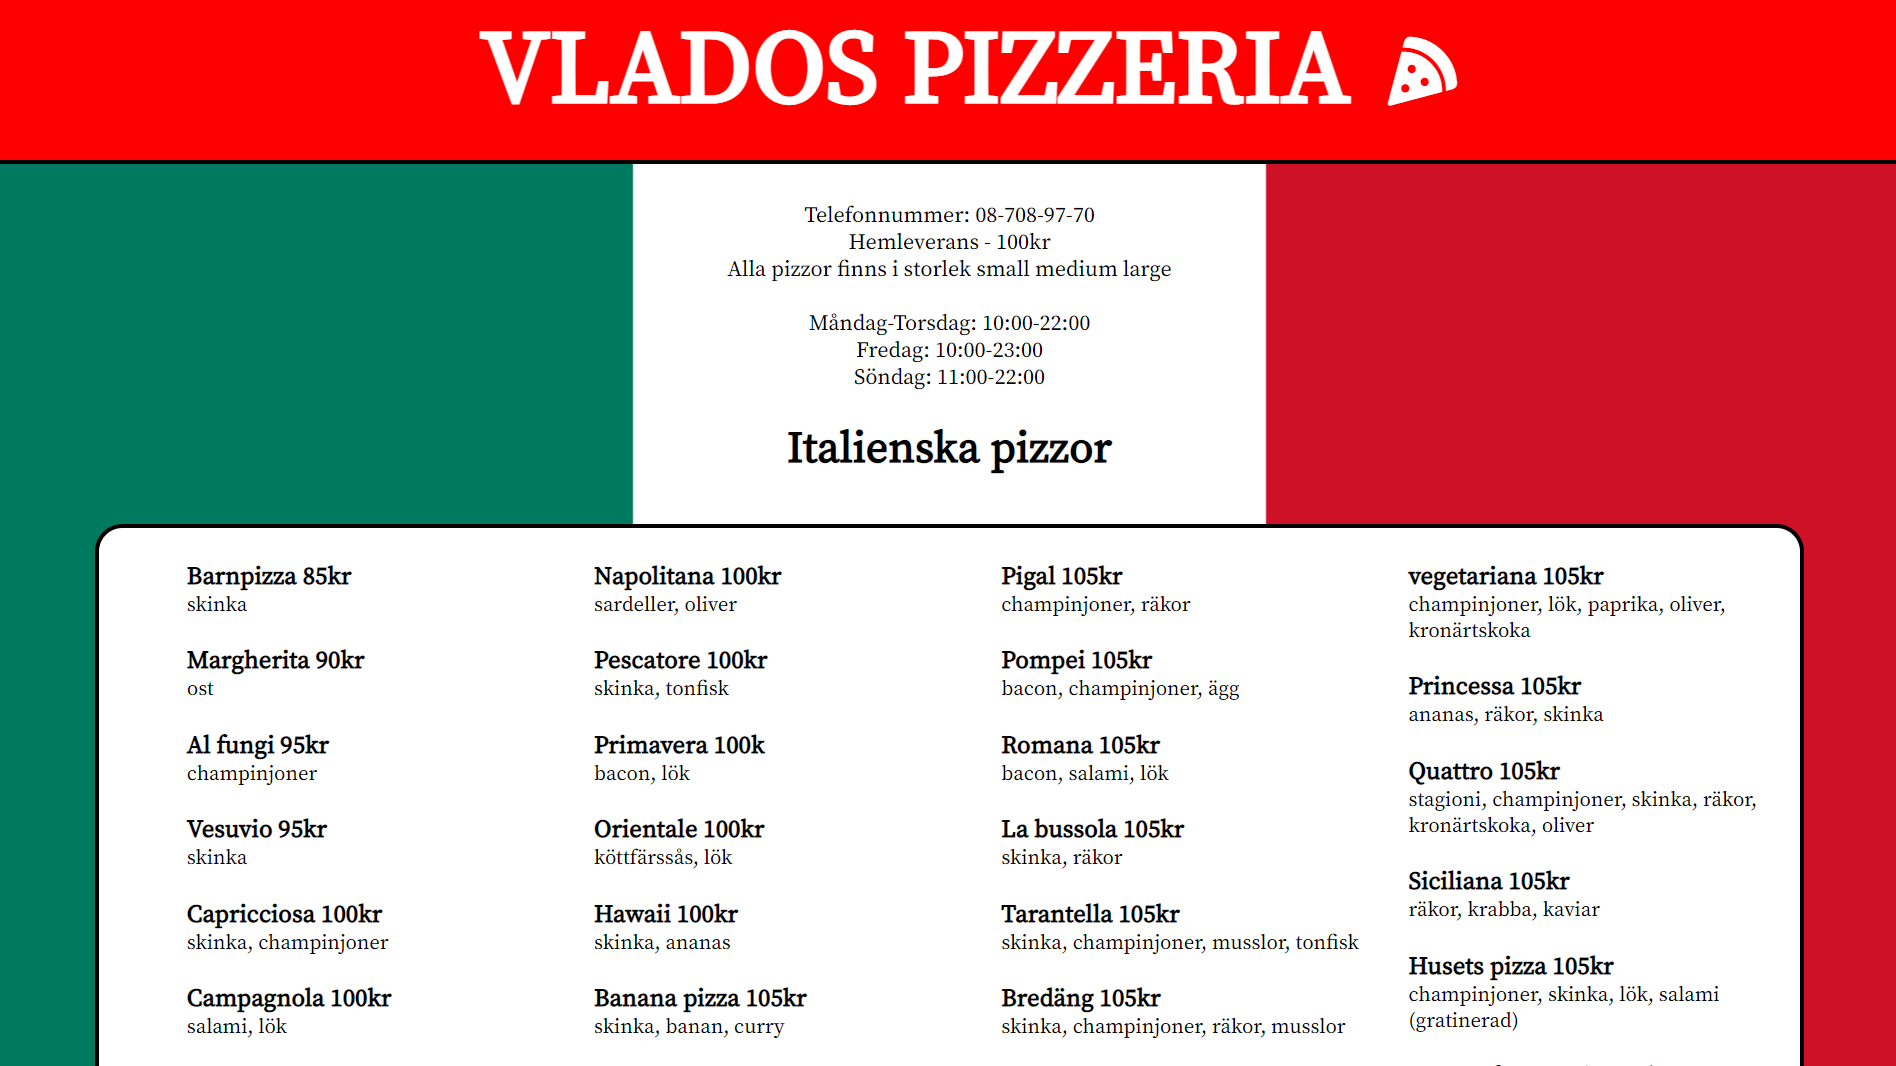 VLADOS PIZZERIA
Telefonnummer: 08-708-97-70
Hemleverans - 100kr
Alla pizzor finns i storlek small medium large
Måndag-Torsdag: 10:00-22:00
Fredag: 10:00-23:00
Söndag: 11:00-22:00
Italienska pizzor
Barnpizza 85kr
skinka
Margherita 90kr
ost
Al fungi 95kr
champinjoner
Vesuvio 95kr
skinka
Capricciosa 100kr
skinka, champinjoner
Campagnola 100kr
salami, lök
Napolitana 100kr
sardeller, oliver
Pescatore 100kr
skinka, tonfisk
Primavera 100k
bacon, lök
Orientale 100kr
köttfärssås, lök
Hawaii 100kr
skinka, ananas
Banana pizza 105kr
skinka, banan, curry
Pigal 105kr
champinjoner, räkor
Pompei 105kr
bacon, champinjoner, ägg
Romana 105kr
bacon, salami, lök
La bussola 105kr
skinka, räkor
Tarantella 105kr
skinka, champinjoner, musslor, tonfisk
Bredäng 105kr
skinka, champinjoner, räkor, musslor
vegetariana 105kr
champinjoner, lök, paprika, oliver,
kronärtskoka
Princessa 105kr
ananas, räkor, skinka
Quattro 105kr
stagioni, champinjoner, skinka, räkor,
kronärtskoka, oliver
Siciliana 105kr
räkor, krabba, kaviar
Husets pizza 105kr
champinjoner, skinka, lök, salami
(gratinerad)